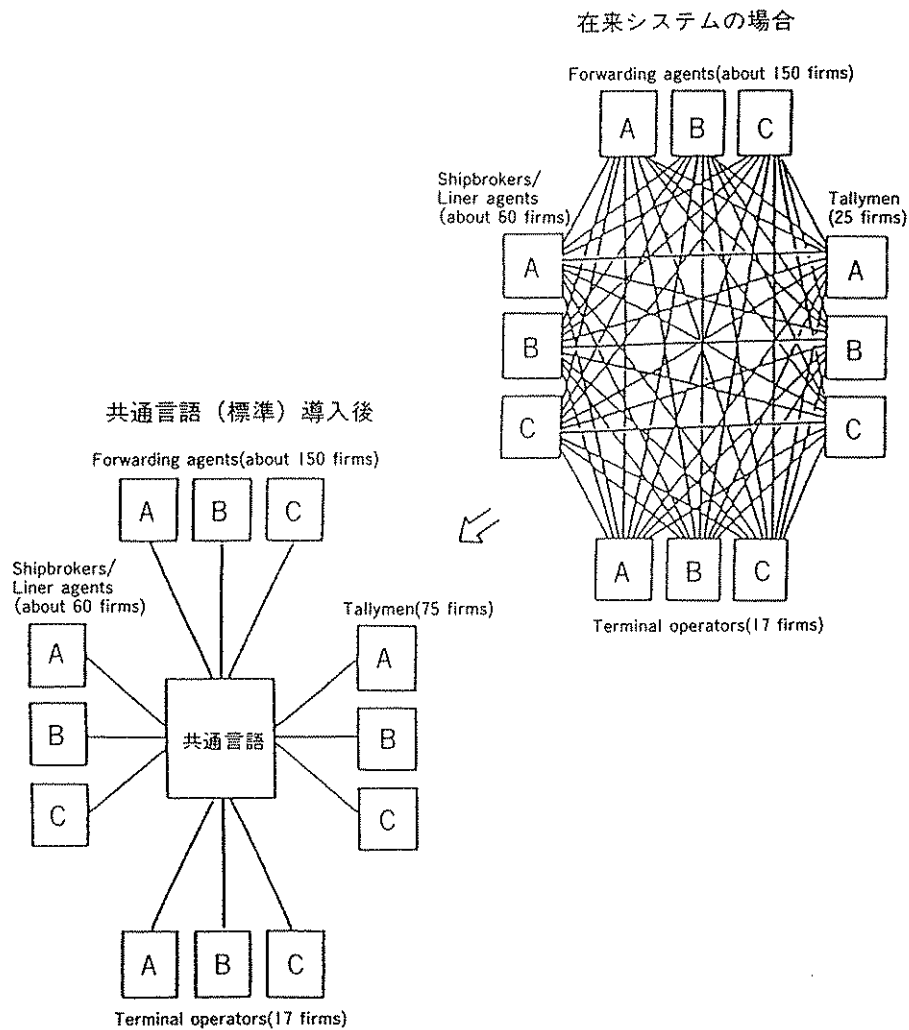 在来システムの場合
Forwarding agents(about 150 firms)
A B C
Shipbrokers/
Liner agents
(about 60 firms)
A
B
C
Tallymen
(25 firms)
A
B
C
A B C
Terminal operators(17 firms)
共通言語(標準)導入後
Forwarding agents(about 150 firms)
A B C
Shipbrokers/
Liner agents
(about 60 firms)
A
B
C
共通言語
Tallymen(75 firms)
A
B
C
A B C
Terminal operators(17 firms)